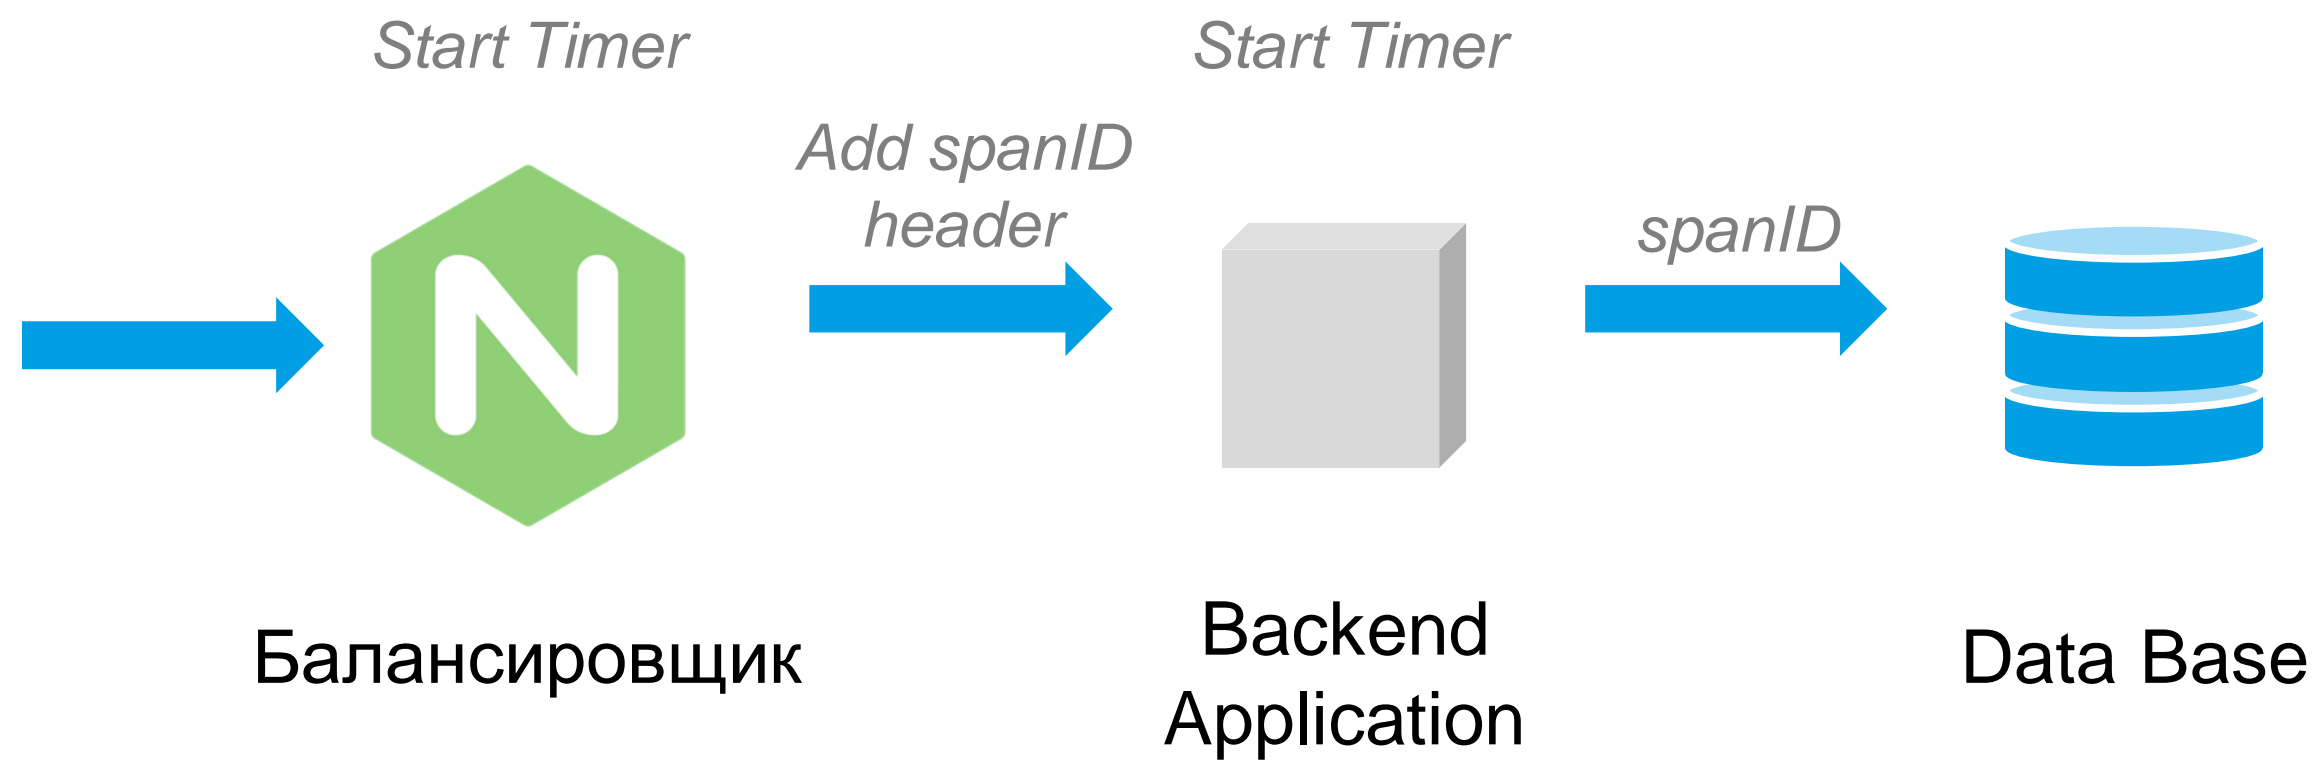 Start Timer
Start Timer
Add spanID
header
spanID
N
Балансировщик
Backend
Application
Data Base